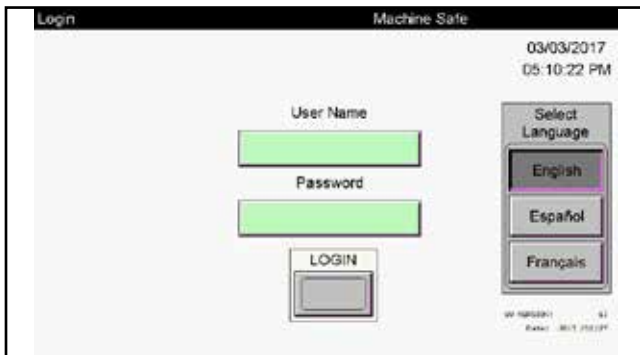 Login Machine Safe
03/03/2017
05:10:22 PM
User Name
Password
LOGIN
Select
Language
English
Español
Français